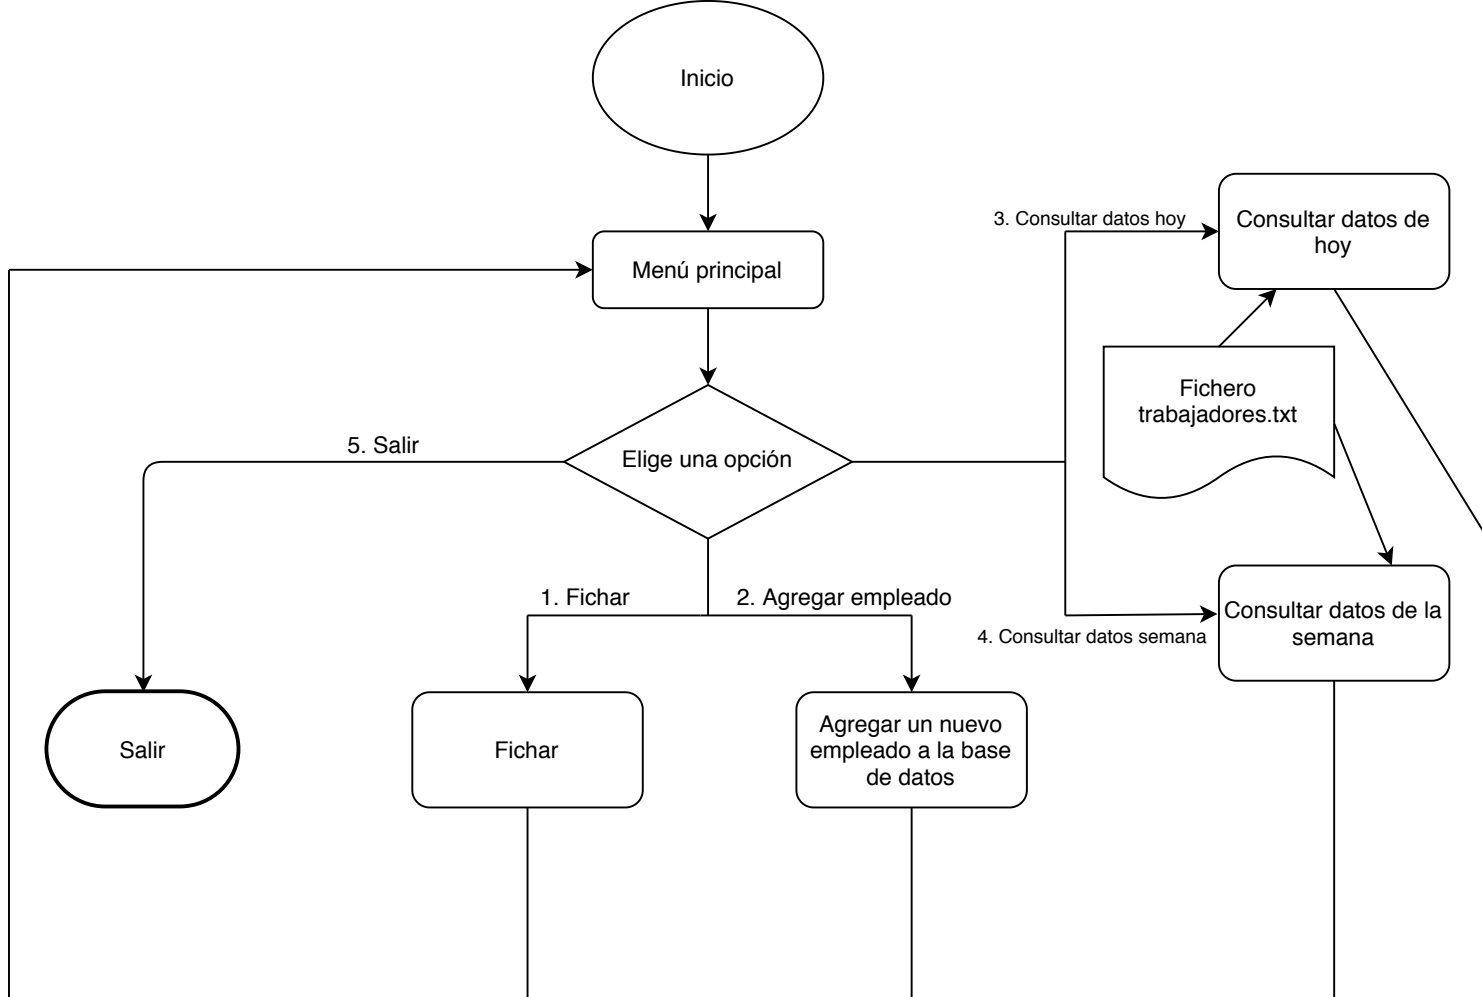 Inicio
3. Consultar datos hoy
Consultar datos de
hoy
Menú principal
Fichero
trabajadores.txt
5. Salir
Elige una opción
1. Fichar
2. Agregar empleado
4. Consultar datos semana
Consultar datos de la
semana
Salir
Fichar
Agregar un nuevo
empleado a la base
de datos